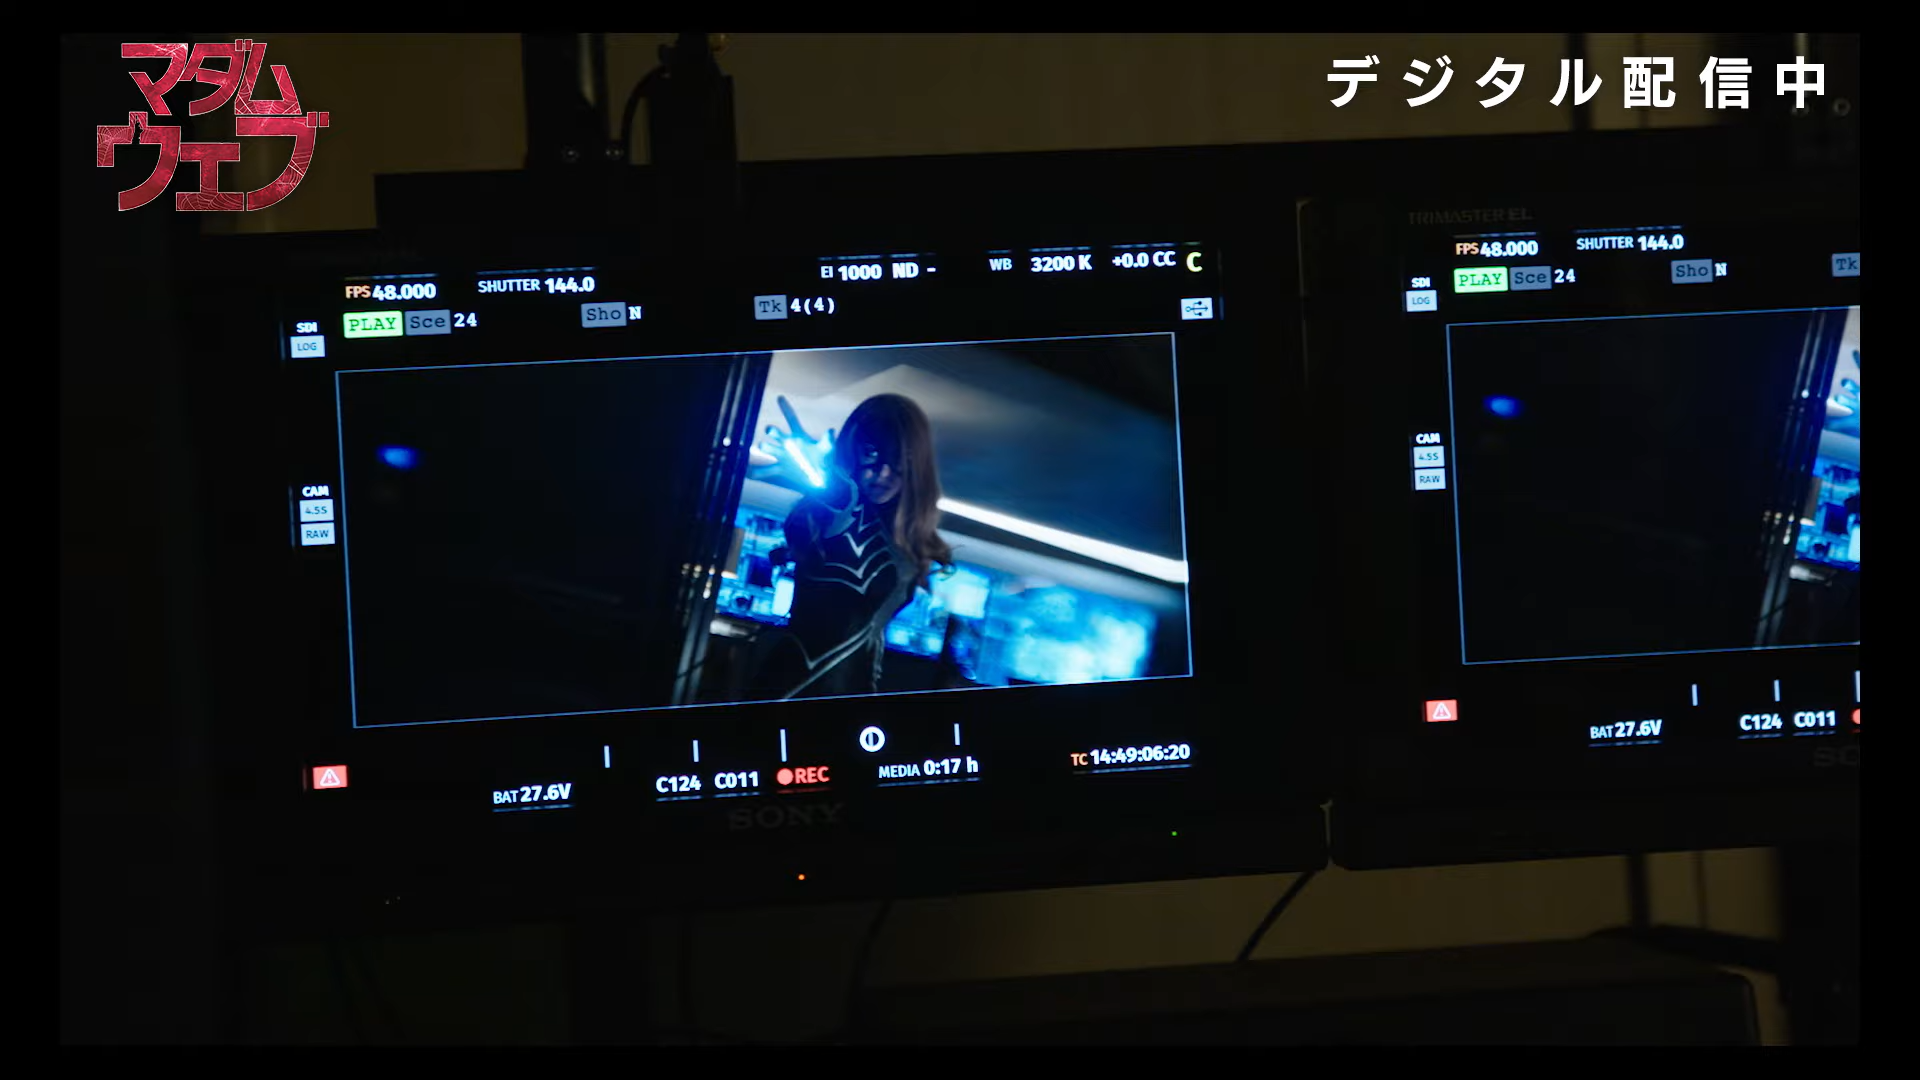 マダム
ウェブ
デジタル配信中
FPS 48.000 SHUTTER 144.0 EI 1000 ND - WB 3200 K +0.0 CC C
PLAY Sce 24 Sho N Tk 4(4)
SDI
LOG
CAM
4.5S
RAW
BAT 27.6V C124 C011 REC MEDIA 0:17 h TC 14:49:06:20
SONY
TRIMASTER EL
FPS 48.000 SHUTTER 144.0
PLAY Sce 24 Sho N Tk
SDI
LOG
CAM
4.5S
RAW
BAT 27.6V C124 C011